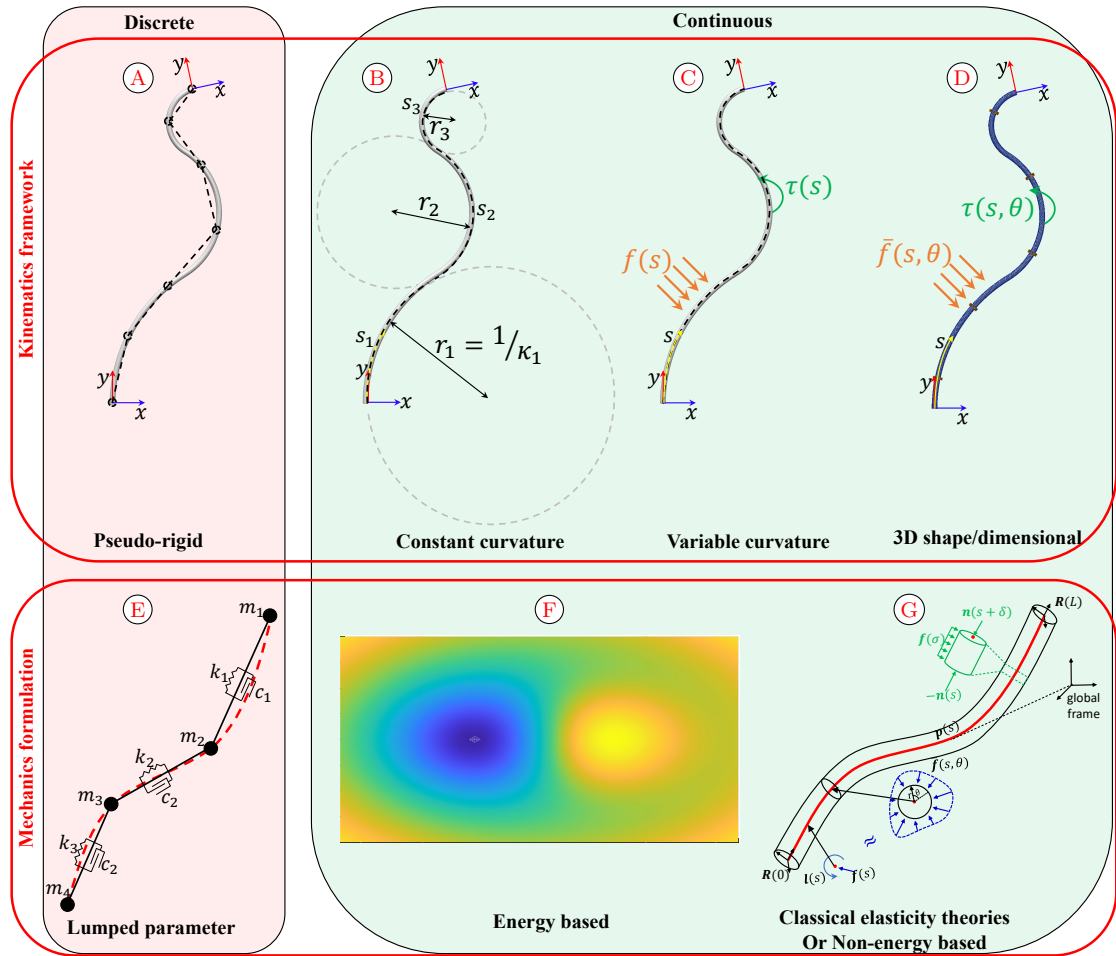 Discrete
Continuous
Kinematics framework
A
y
x
y
x
Pseudo-rigid
B
y
x
s₃
r₃
r₂
s₂
s₁
r₁ = 1/κ₁
y
x
Constant curvature
C
y
x
τ(s)
f(s)
s
y
x
Variable curvature
D
y
x
τ(s, θ)
f̄(s, θ)
s
y
x
3D shape/dimensional
Mechanics formulation
E
m₁
k₁
c₁
m₂
k₂
c₂
m₃
k₃
c₂
m₄
Lumped parameter
F
Energy based
G
n(s + δ)
R(L)
f(σ)
−n(s)
global
frame
p(s)
f(s, θ)
r θ
≈
R(0)
l(s)
f(s)
Classical elasticity theories
Or Non-energy based